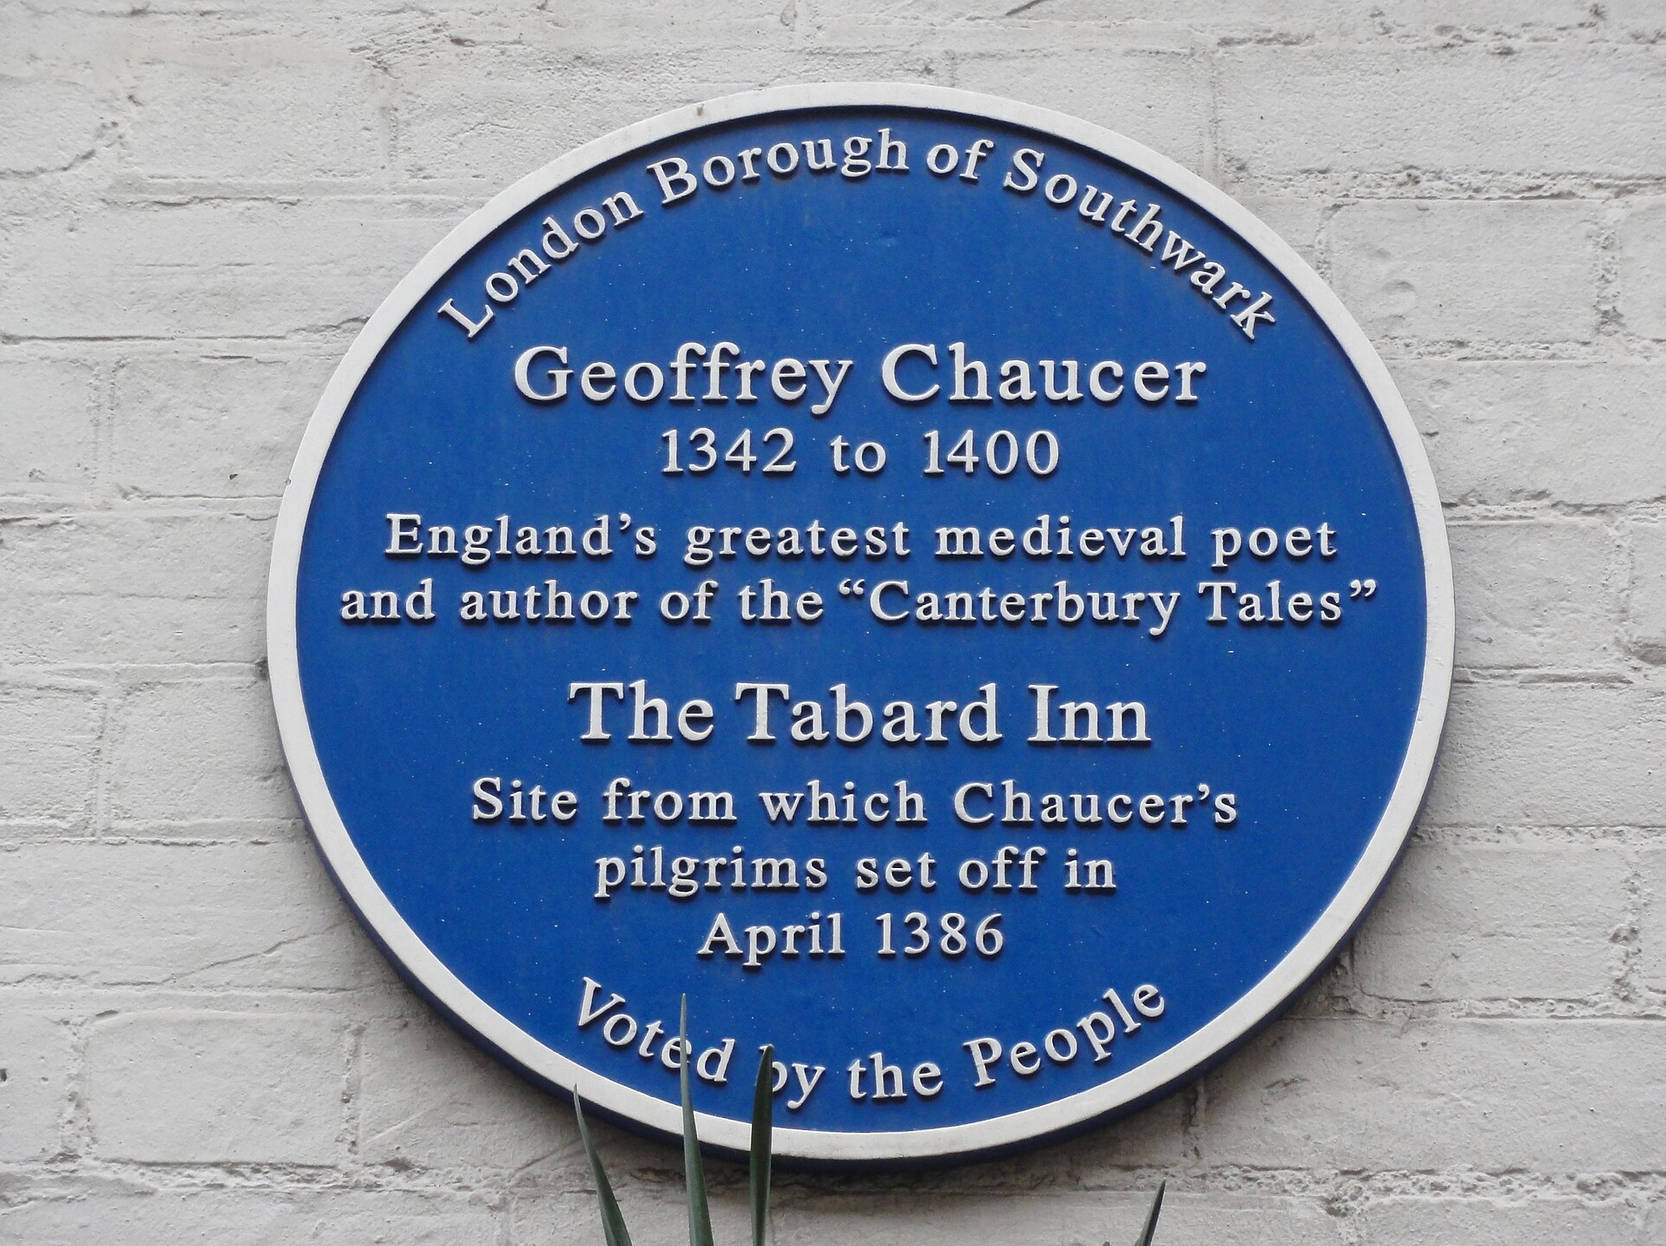 London Borough of Southwark
Geoffrey Chaucer
1342 to 1400
England’s greatest medieval poet
and author of the “Canterbury Tales”
The Tabard Inn
Site from which Chaucer’s
pilgrims set off in
April 1386
Voted by the People